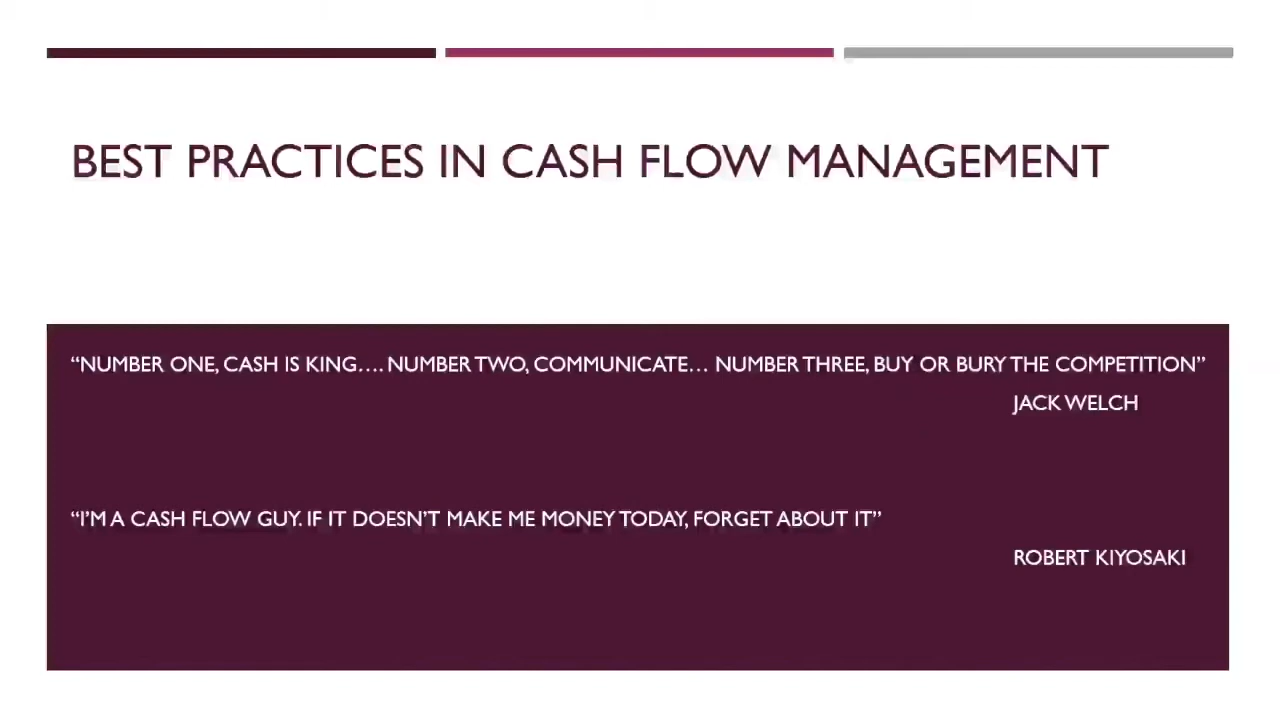 BEST PRACTICES IN CASH FLOW MANAGEMENT
“NUMBER ONE, CASH IS KING…. NUMBER TWO, COMMUNICATE… NUMBER THREE, BUY OR BURY THE COMPETITION”
JACK WELCH
“I’M A CASH FLOW GUY. IF IT DOESN’T MAKE ME MONEY TODAY, FORGET ABOUT IT”
ROBERT KIYOSAKI